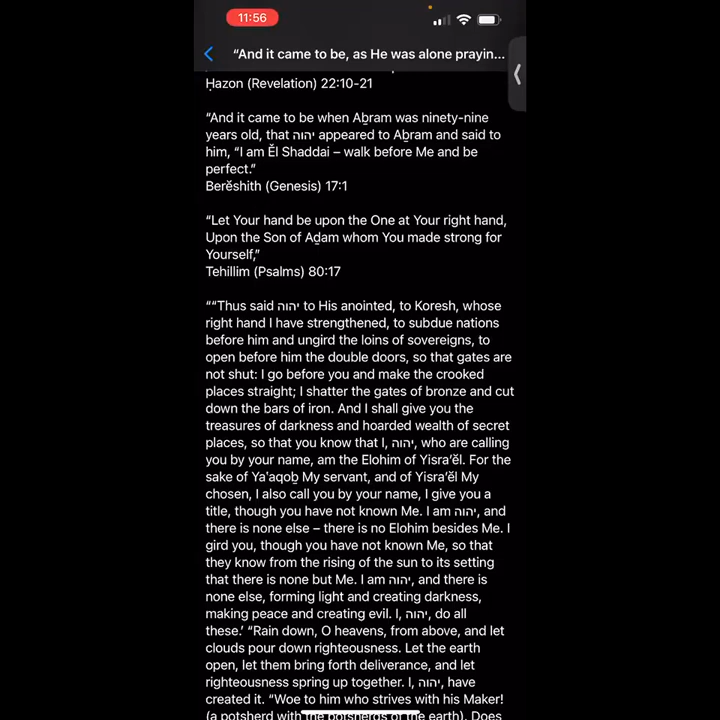 11:56
“And it came to be, as He was alone prayin...
Ḥazon (Revelation) 22:10-21
“And it came to be when Aḇram was ninety-nine
years old, that יהוה appeared to Aḇram and said to
him, “I am Ěl Shaddai – walk before Me and be
perfect.”
Berěshith (Genesis) 17:1
“Let Your hand be upon the One at Your right hand,
Upon the Son of Aḏam whom You made strong for
Yourself,”
Tehillim (Psalms) 80:17
““Thus said יהוה to His anointed, to Koresh, whose
right hand I have strengthened, to subdue nations
before him and ungird the loins of sovereigns, to
open before him the double doors, so that gates are
not shut: I go before you and make the crooked
places straight; I shatter the gates of bronze and cut
down the bars of iron. And I shall give you the
treasures of darkness and hoarded wealth of secret
places, so that you know that I, יהוה, who are calling
you by your name, am the Elohim of Yisra’ěl. For the
sake of Ya‛aqoḇ My servant, and of Yisra’ěl My
chosen, I also call you by your name, I give you a
title, though you have not known Me. I am יהוה, and
there is none else – there is no Elohim besides Me. I
gird you, though you have not known Me, so that
they know from the rising of the sun to its setting
that there is none but Me. I am יהוה, and there is
none else, forming light and creating darkness,
making peace and creating evil. I, יהוה, do all
these.’ “Rain down, O heavens, from above, and let
clouds pour down righteousness. Let the earth
open, let them bring forth deliverance, and let
righteousness spring up together. I, יהוה, have
created it. “Woe to him who strives with his Maker!
(a potsherd with the potsherds of the earth). Does